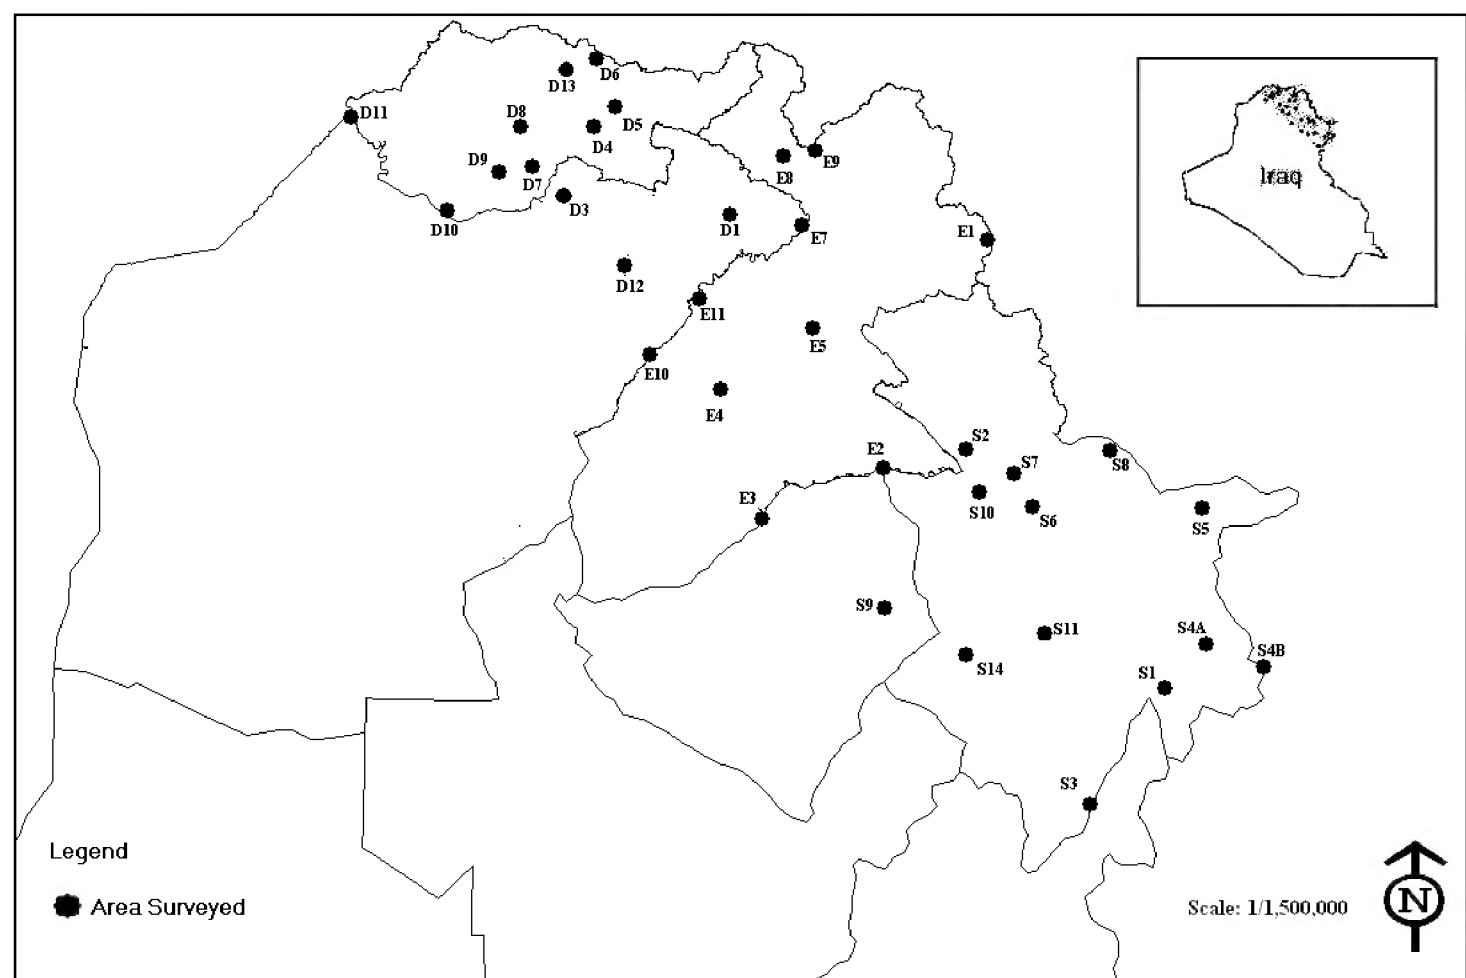 D6
D13
D11
D8
D5
D4
E9
D9
E8
D7
D3
D10
D1
E7
E1
Iraq
D12
E11
E5
E10
E4
S2
E2
S7
S8
E3
S10
S6
S5
S9
S11
S4A
S14
S4B
S1
S3
Legend
Area Surveyed
Scale: 1/1,500,000
N